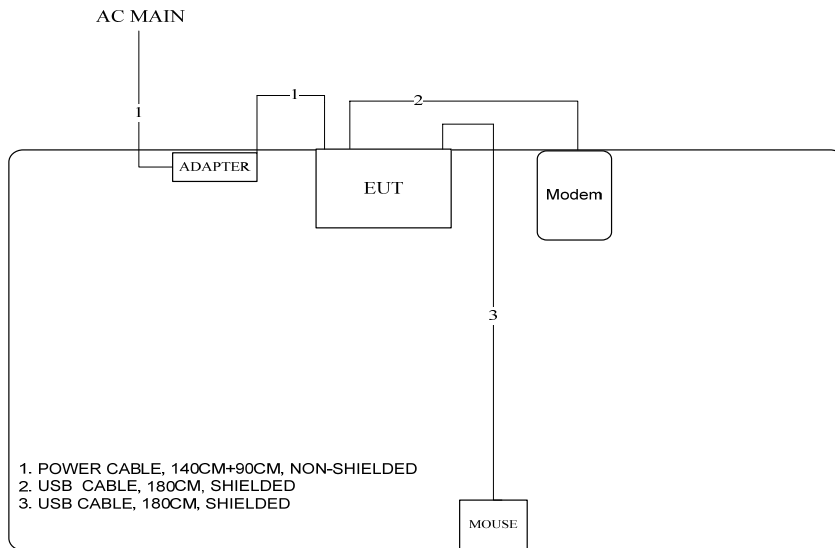 AC MAIN
1
2
1
ADAPTER
EUT
Modem
3
1. POWER CABLE, 140CM+90CM, NON-SHIELDED
2. USB CABLE, 180CM, SHIELDED
3. USB CABLE, 180CM, SHIELDED
MOUSE